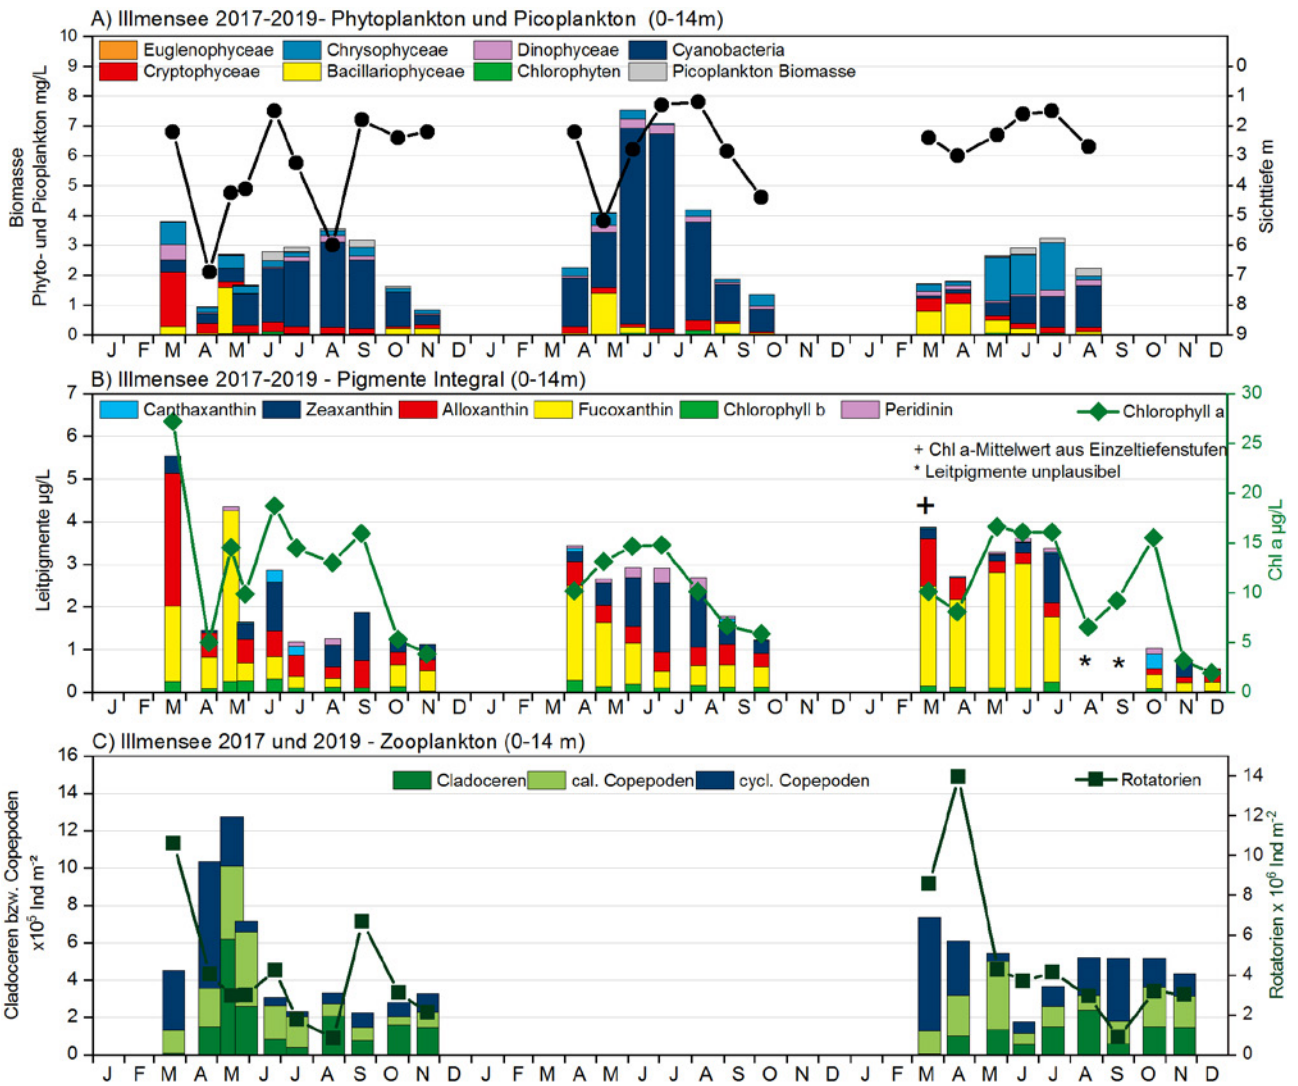 A) Illmensee 2017-2019- Phytoplankton und Picoplankton (0-14m)
Euglenophyceae Chrysophyceae Dinophyceae Cyanobacteria
Cryptophyceae Bacillariophyceae Chlorophyten Picoplankton Biomasse
Biomasse
Phyto- und Picoplankton mg/L
10
9
8
7
6
5
4
3
2
1
0
0
1
2
3
4
5
6
7
8
9
Sichttiefe m
J F M A M J J A S O N D J F M A M J J A S O N D J F M A M J J A S O N D
B) Illmensee 2017-2019 - Pigmente Integral (0-14m)
Canthaxanthin Zeaxanthin Alloxanthin Fucoxanthin Chlorophyll b Peridinin Chlorophyll a
+ Chl a-Mittelwert aus Einzeltiefenstufen
* Leitpigmente unplausibel
+
* *
Leitpigmente µg/L
7
6
5
4
3
2
1
0
30
25
20
15
10
5
0
Chl a µg/L
J F M A M J J A S O N D J F M A M J J A S O N D J F M A M J J A S O N D
C) Illmensee 2017 und 2019 - Zooplankton (0-14 m)
Cladoceren cal. Copepoden cycl. Copepoden Rotatorien
Cladoceren bzw. Copepoden
x10⁵ Ind m⁻²
16
14
12
10
8
6
4
2
0
14
12
10
8
6
4
2
0
Rotatorien x 10⁶ Ind m⁻²
J F M A M J J A S O N D J F M A M J J A S O N D J F M A M J J A S O N D